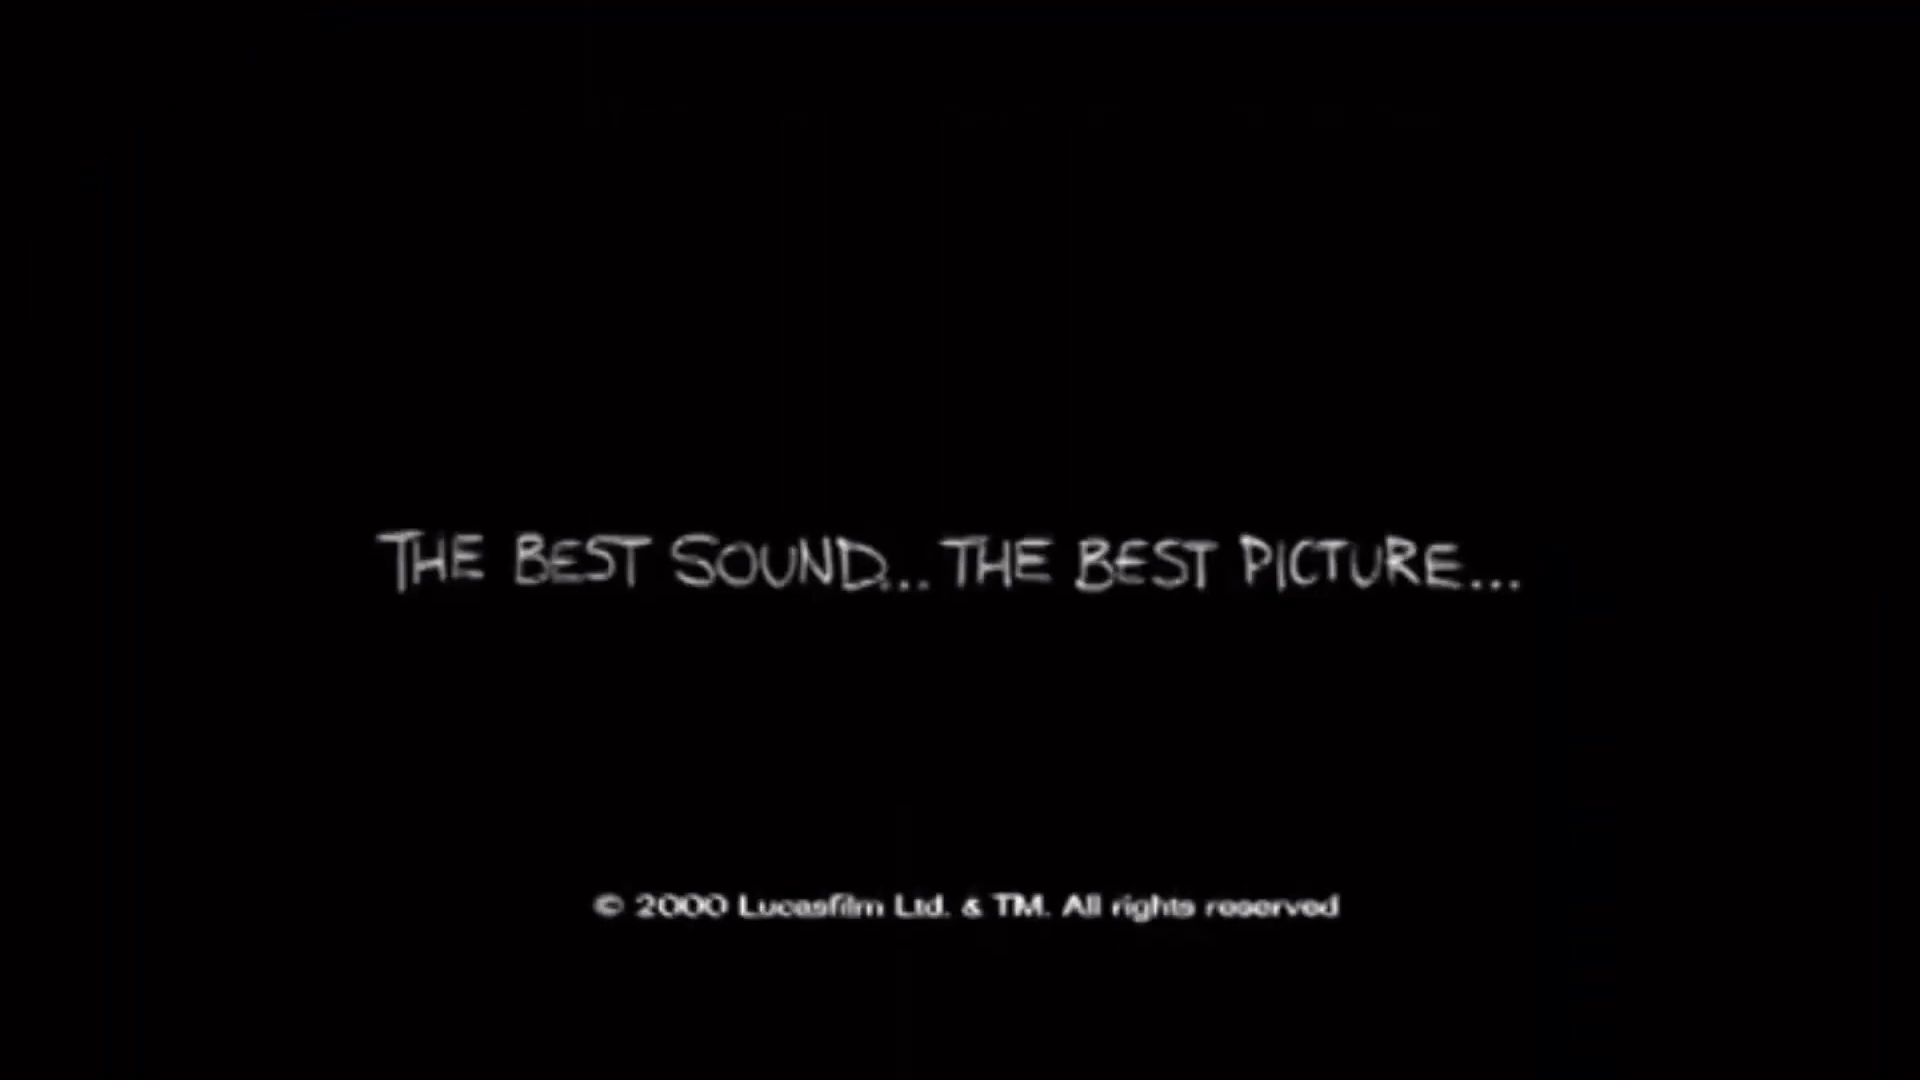 THE BEST SOUND... THE BEST PICTURE...
© 2000 Lucasfilm Ltd. & TM. All rights reserved